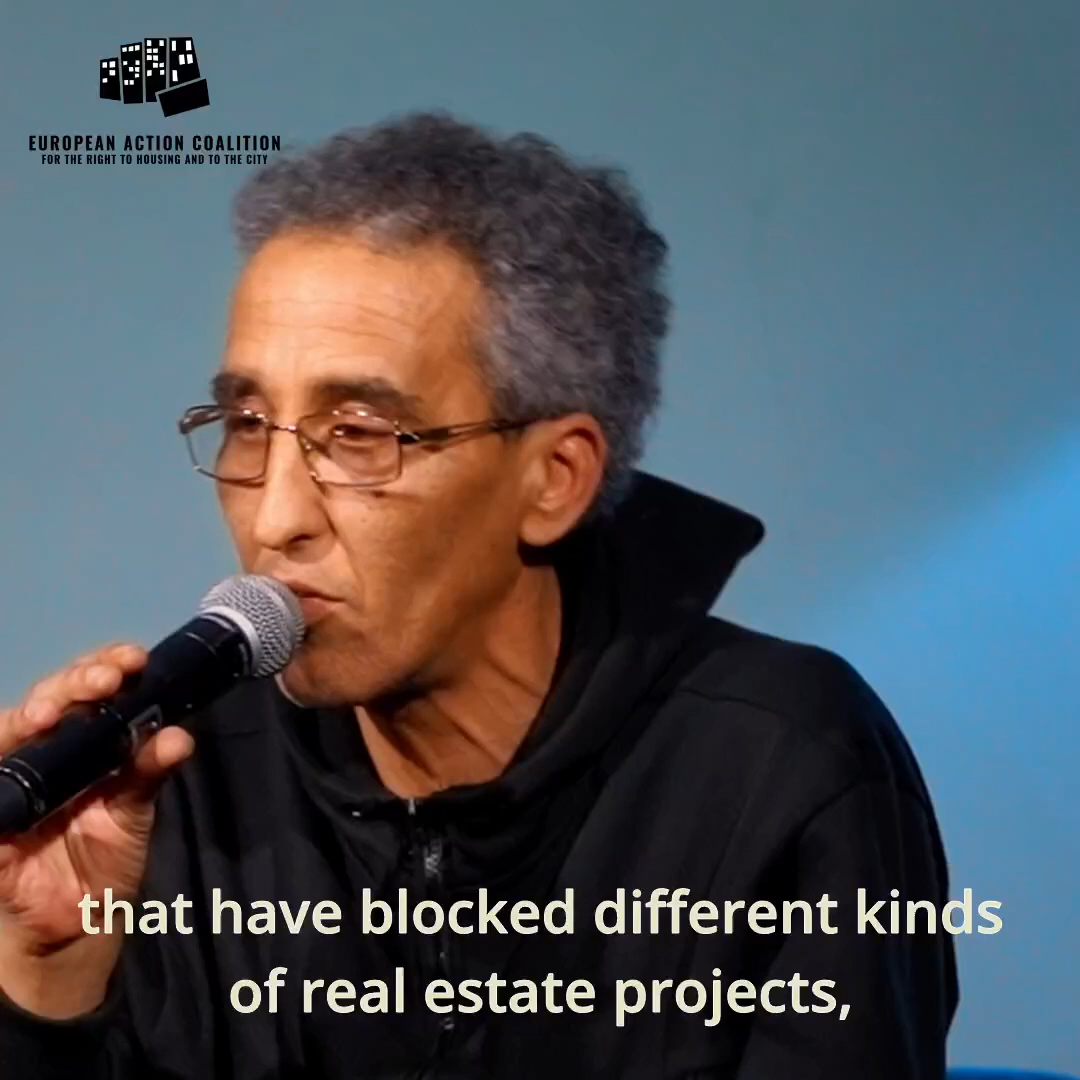 EUROPEAN ACTION COALITION
FOR THE RIGHT TO HOUSING AND TO THE CITY
that have blocked different kinds
of real estate projects,